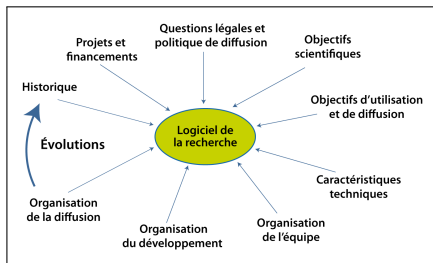 Questions légales et
politique de diffusion
Projets et
financements
Objectifs
scientifiques
Historique
Objectifs d'utilisation
et de diffusion
Logiciel de
la recherche
Évolutions
Caractéristiques
techniques
Organisation
de la diffusion
Organisation
de l'équipe
Organisation
du développement